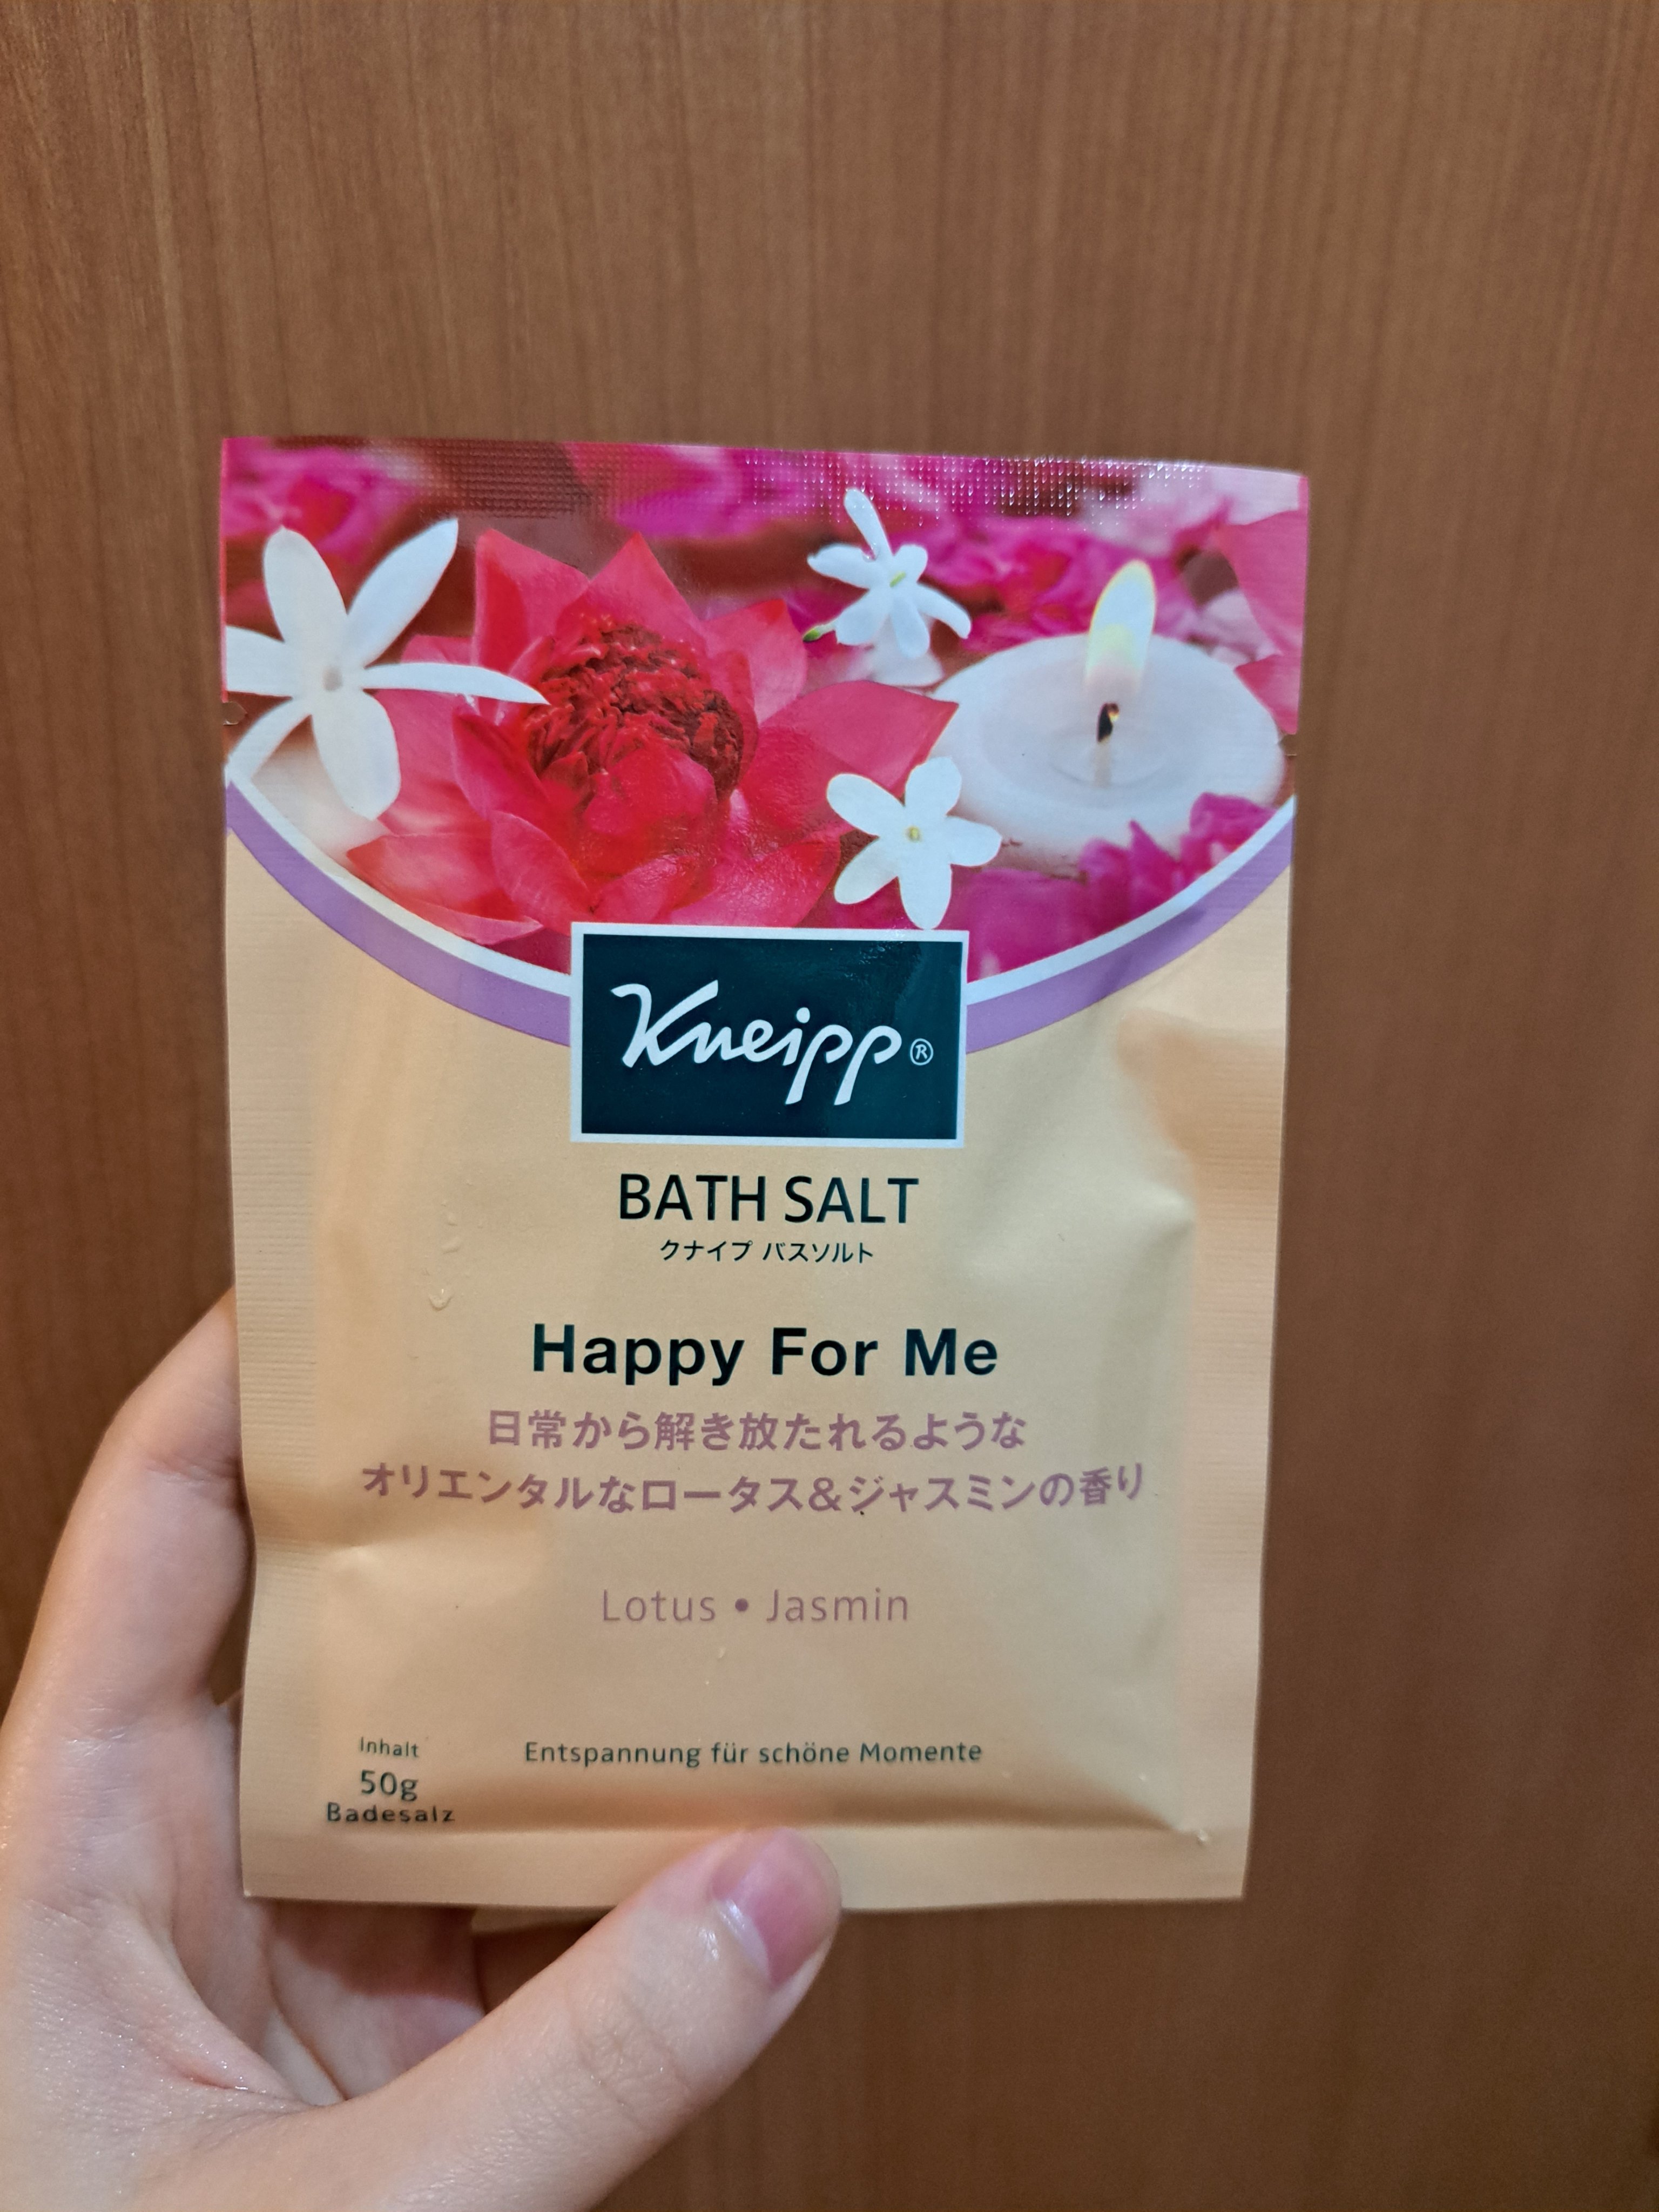 Kneipp®
BATH SALT
クナイプ バスソルト
Happy For Me
日常から解き放たれるような
オリエンタルなロータス&ジャスミンの香り
Lotus • Jasmin
Inhalt
50g
Badesalz
Entspannung für schöne Momente